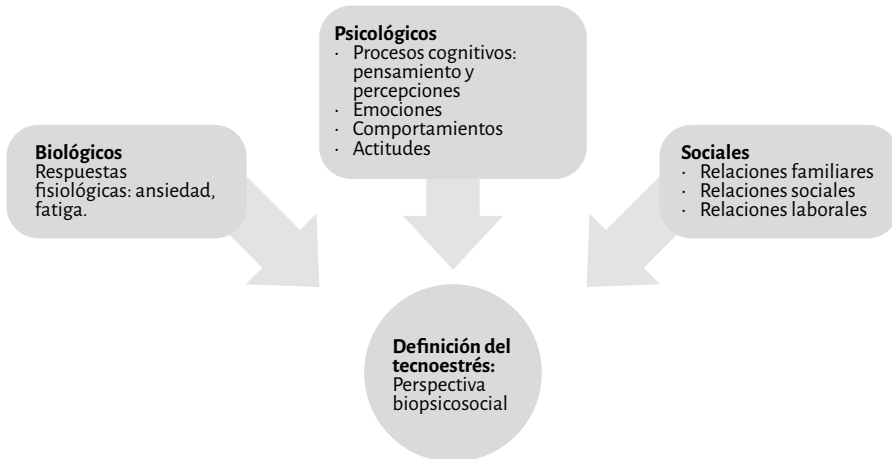 Psicológicos
· Procesos cognitivos:
pensamiento y
percepciones
· Emociones
· Comportamientos
· Actitudes
Biológicos
Respuestas
fisiológicas: ansiedad,
fatiga.
Sociales
· Relaciones familiares
· Relaciones sociales
· Relaciones laborales
Definición del
tecnoestrés:
Perspectiva
biopsicosocial